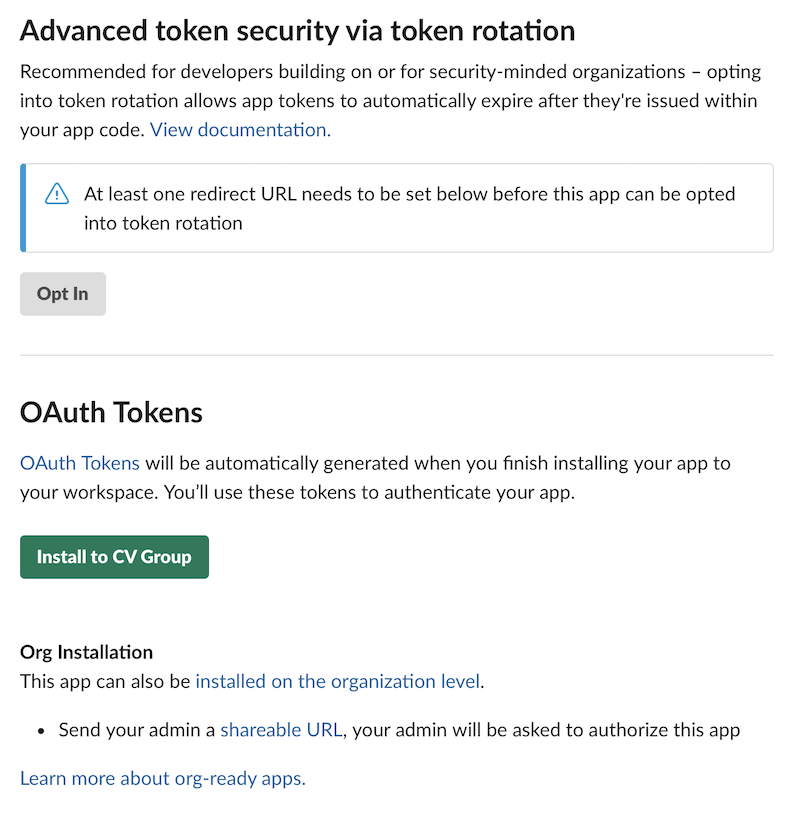 Advanced token security via token rotation
Recommended for developers building on or for security-minded organizations – opting
into token rotation allows app tokens to automatically expire after they're issued within
your app code. View documentation.
At least one redirect URL needs to be set below before this app can be opted
into token rotation
Opt In
OAuth Tokens
OAuth Tokens will be automatically generated when you finish installing your app to
your workspace. You’ll use these tokens to authenticate your app.
Install to CV Group
Org Installation
This app can also be installed on the organization level.
• Send your admin a shareable URL, your admin will be asked to authorize this app
Learn more about org-ready apps.